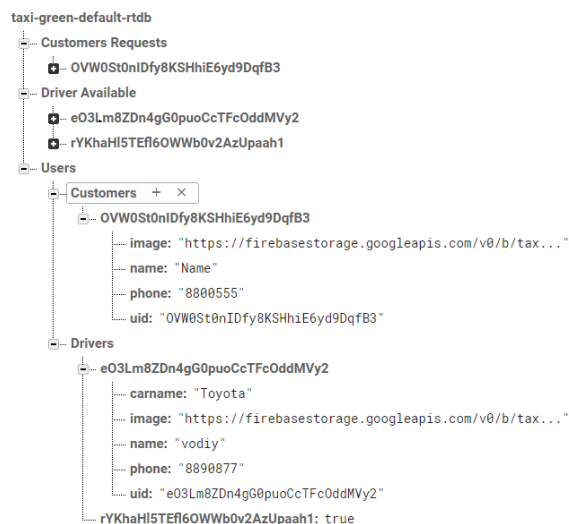 taxi-green-default-rtdb
Customers Requests
OVW0St0nIDfy8KSHhiE6yd9DqfB3
Driver Available
eO3Lm8ZDn4gG0puoCcTFcOddMVy2
rYKhaHl5TEfl6OWWb0v2AzUpaah1
Users
Customers + ×
OVW0St0nIDfy8KSHhiE6yd9DqfB3
image: "https://firebasestorage.googleapis.com/v0/b/tax..."
name: "Name"
phone: "8800555"
uid: "OVW0St0nIDfy8KSHhiE6yd9DqfB3"
Drivers
eO3Lm8ZDn4gG0puoCcTFcOddMVy2
carname: "Toyota"
image: "https://firebasestorage.googleapis.com/v0/b/tax..."
name: "vodiy"
phone: "8890877"
uid: "eO3Lm8ZDn4gG0puoCcTFcOddMVy2"
rYKhaHl5TEfl6OWWb0v2AzUpaah1: true